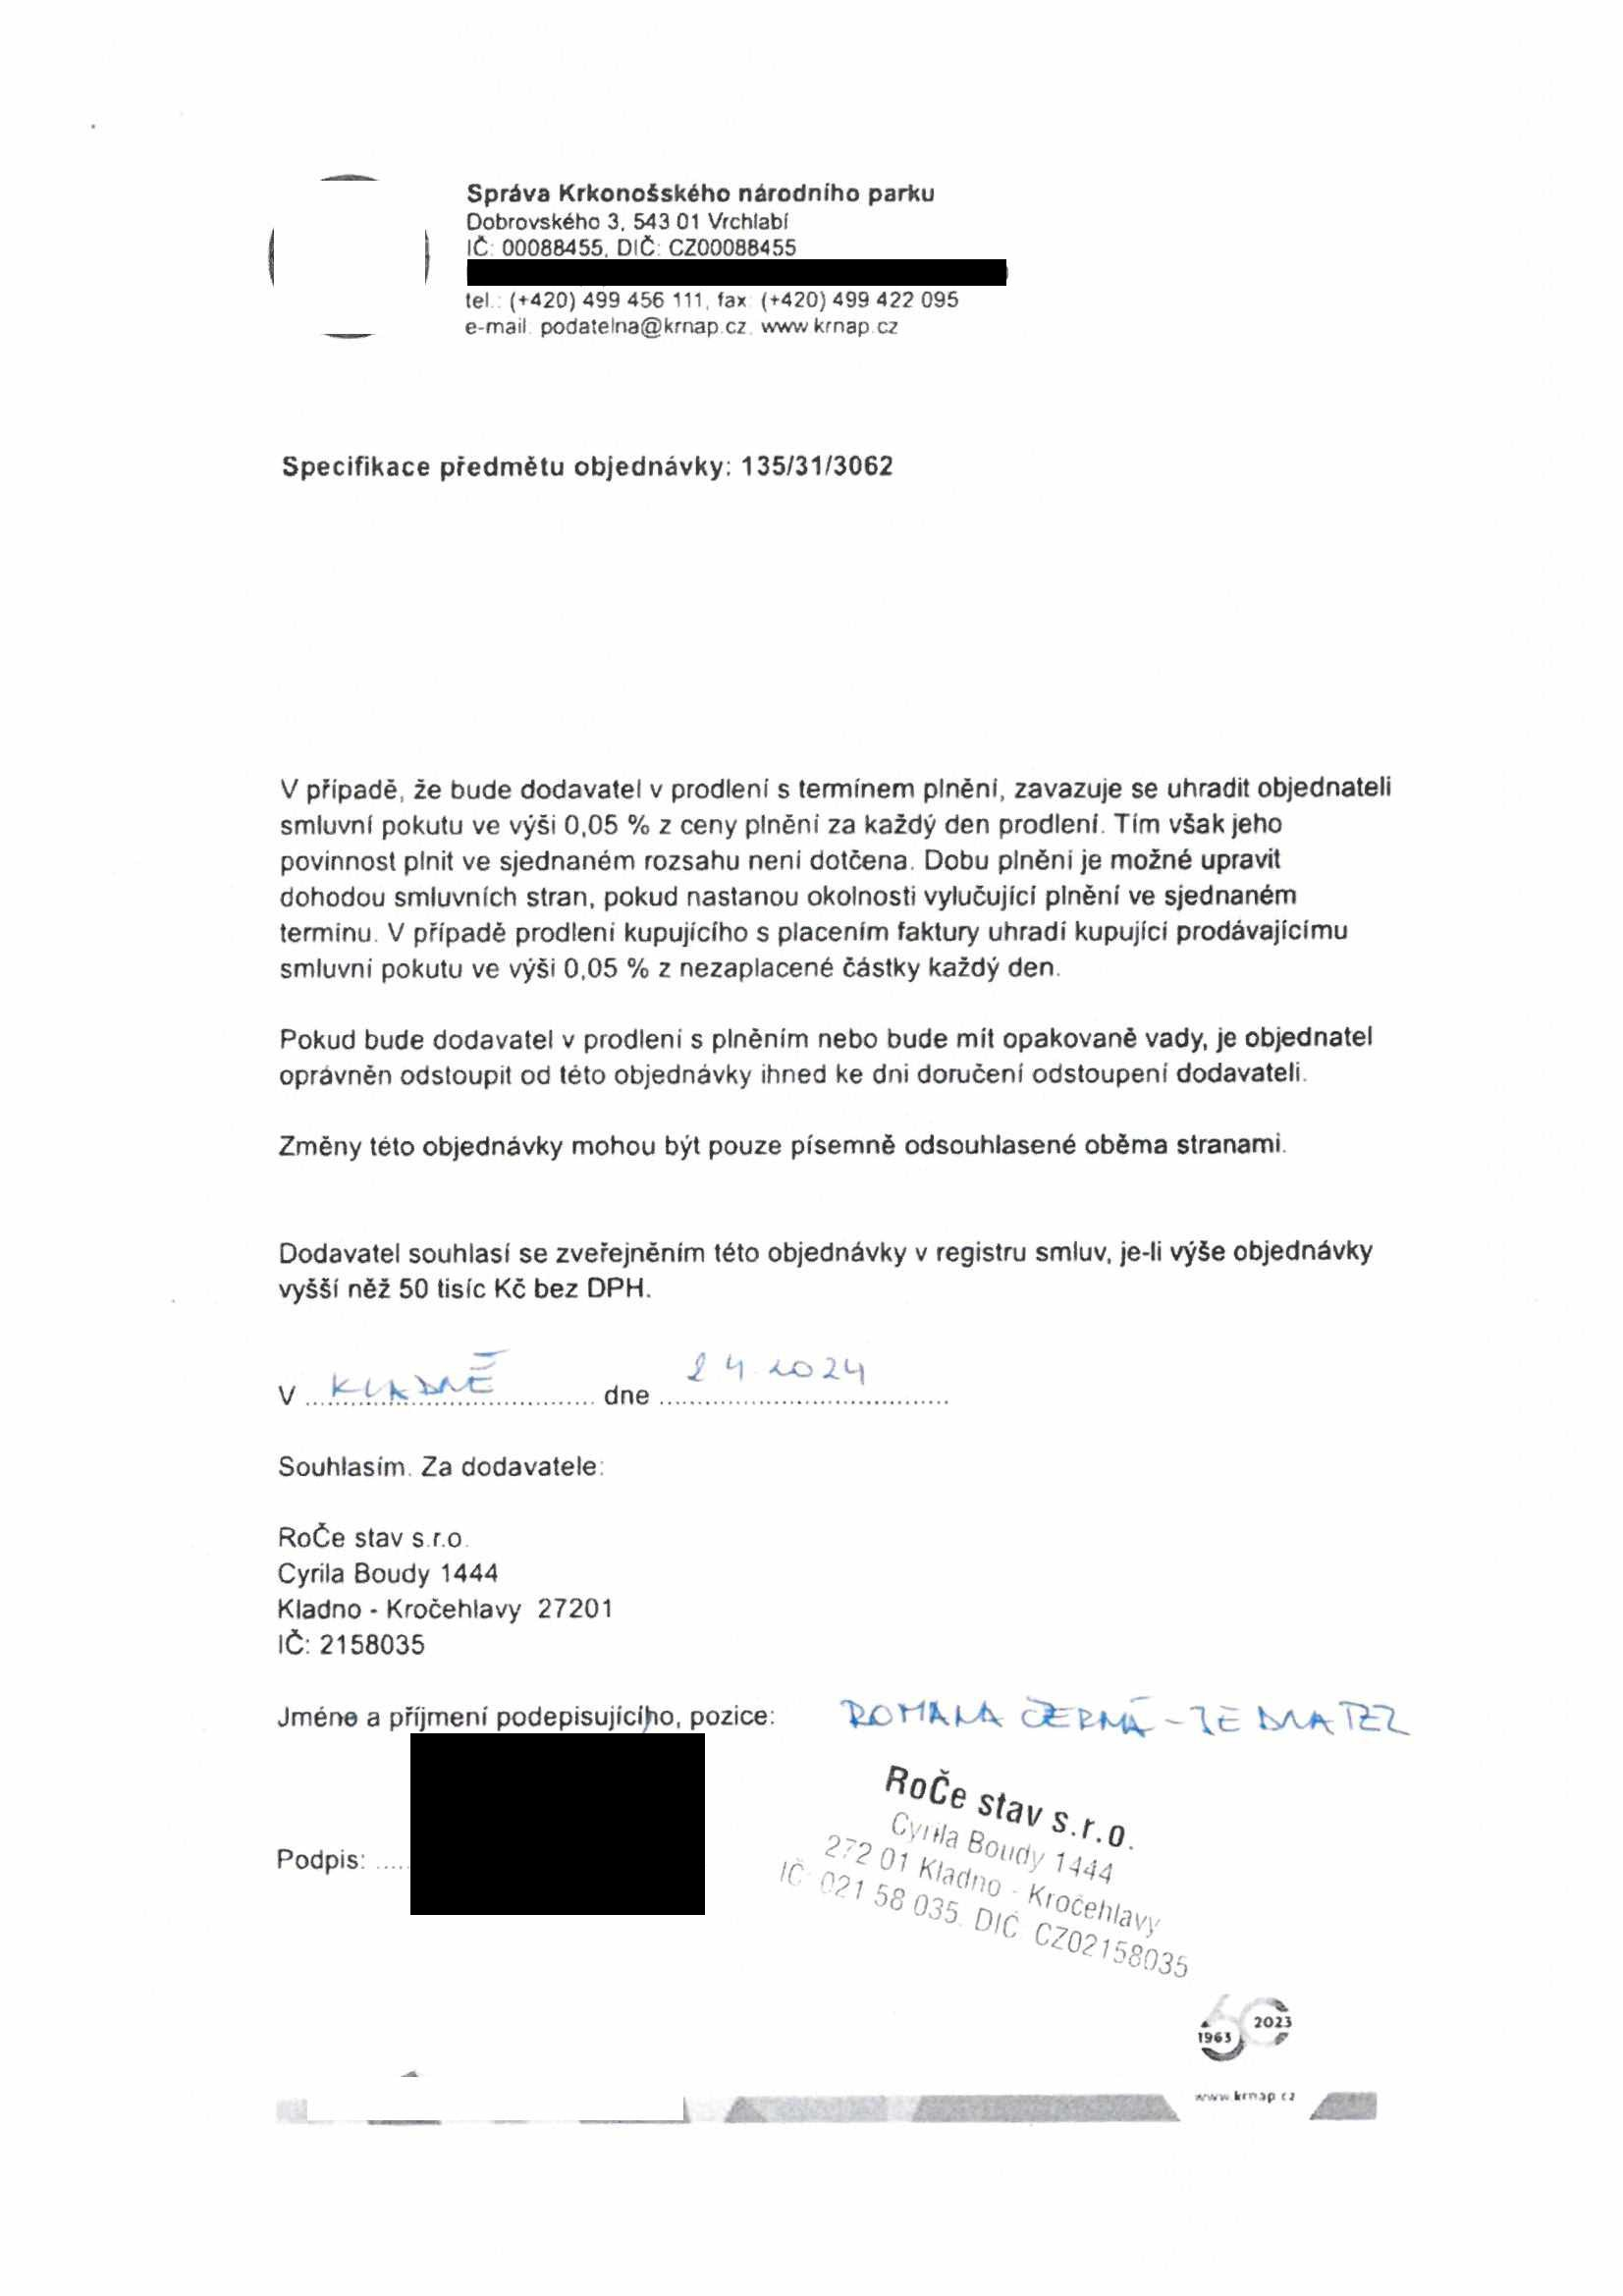 Správa Krkonošského národního parku
Dobrovského 3, 543 01 Vrchlabí
IČ: 00088455, DIČ: CZ00088455
tel.: (+420) 499 456 111, fax: (+420) 499 422 095
e-mail: podatelna@krnap.cz, www.krnap.cz
Specifikace předmětu objednávky: 135/31/3062
V případě, že bude dodavatel v prodlení s termínem plnění, zavazuje se uhradit objednateli
smluvní pokutu ve výši 0,05 % z ceny plnění za každý den prodlení. Tím však jeho
povinnost plnit ve sjednaném rozsahu není dotčena. Dobu plnění je možné upravit
dohodou smluvních stran, pokud nastanou okolnosti vylučující plnění ve sjednaném
termínu. V případě prodlení kupujícího s placením faktury uhradí kupující prodávajícímu
smluvní pokutu ve výši 0,05 % z nezaplacené částky každý den.
Pokud bude dodavatel v prodlení s plněním nebo bude mít opakovaně vady, je objednatel
oprávněn odstoupit od této objednávky ihned ke dni doručení odstoupení dodavateli.
Změny této objednávky mohou být pouze písemně odsouhlasené oběma stranami.
Dodavatel souhlasí se zveřejněním této objednávky v registru smluv, je-li výše objednávky
vyšší něž 50 tisíc Kč bez DPH.
V KLADNĚ dne 2 4 2024
Souhlasím. Za dodavatele:
RoČe stav s.r.o.
Cyrila Boudy 1444
Kladno - Kročehlavy 27201
IČ: 2158035
Jméno a příjmení podepisujícího, pozice: ROMANA ČERNÁ - JEDNATEL
RoČe stav s.r.o.
Cyrila Boudy 1444
272 01 Kladno - Kročehlavy
IČ: 021 58 035, DIČ: CZ02158035
Podpis: .....
1963 2023
www.krnap.cz